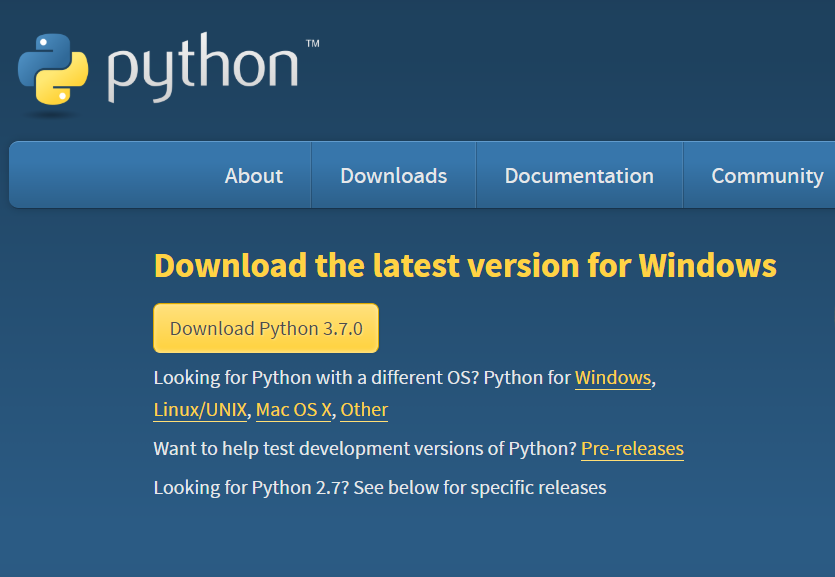 python™
About Downloads Documentation Community
Download the latest version for Windows
Download Python 3.7.0
Looking for Python with a different OS? Python for Windows,
Linux/UNIX, Mac OS X, Other
Want to help test development versions of Python? Pre-releases
Looking for Python 2.7? See below for specific releases